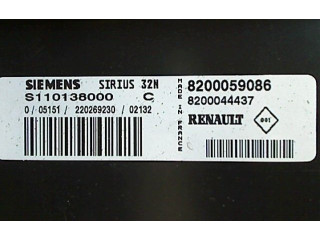 SIEMENS SIRIUS 32N
S110138000 C
0/ 05151/ 220269230 / 02132
MADE IN FRANCE
8200059086
8200044437
RENAULT
001